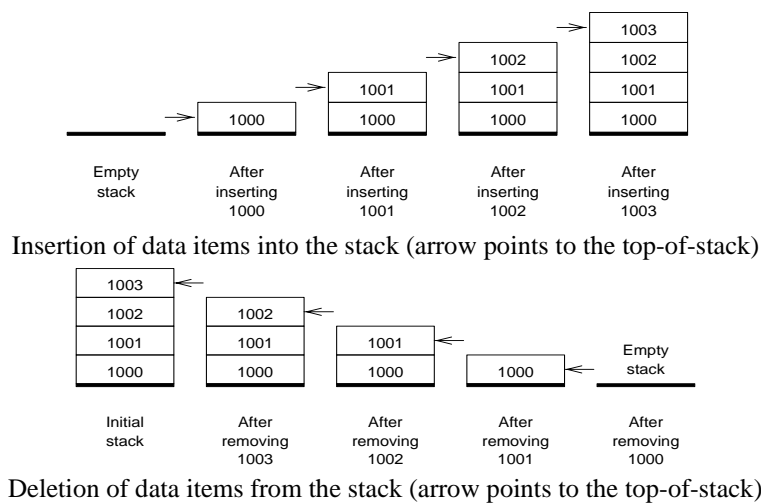 1003
1002 1002
1001 1001 1001
1000 1000 1000 1000
Empty stack
After inserting 1000
After inserting 1001
After inserting 1002
After inserting 1003
Insertion of data items into the stack (arrow points to the top-of-stack)
1003
1002 1002
1001 1001 1001
1000 1000 1000 1000
Empty stack
Initial stack
After removing 1003
After removing 1002
After removing 1001
After removing 1000
Deletion of data items from the stack (arrow points to the top-of-stack)